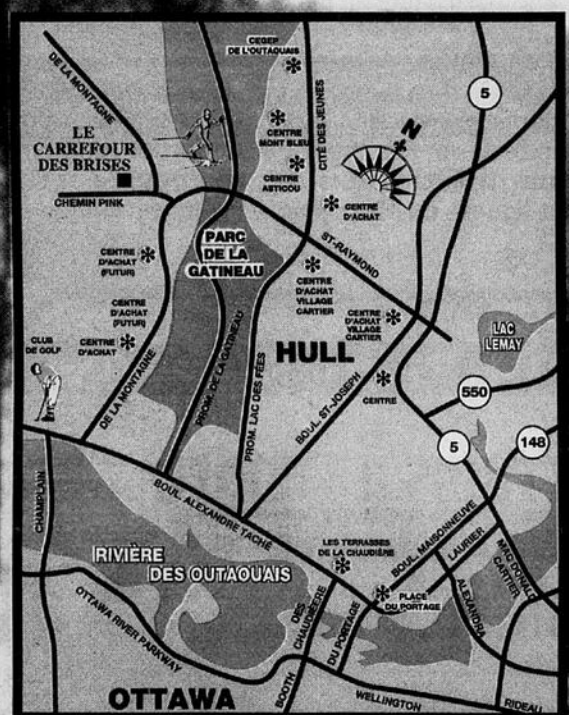 CEGEP
DE L'OUTAOUAIS
5
DE LA MONTAGNE
CITÉ DES JEUNES
N
LE
CARREFOUR
DES BRISES
CENTRE
MONT BLEU
CENTRE
ASTICOU
CHEMIN PINK
CENTRE
D'ACHAT
ST-RAYMOND
PARC
DE LA
GATINEAU
CENTRE
D'ACHAT
(FUTUR)
CENTRE
D'ACHAT
VILLAGE
CARTIER
CENTRE
D'ACHAT
(FUTUR)
CENTRE
D'ACHAT
VILLAGE
CARTIER
LAC
LEMAY
CLUB
DE GOLF
CENTRE
D'ACHAT
HULL
DE LA MONTAGNE
PROM. DE LA GATINEAU
PROM. LAC DES FÉES
BOUL. ST-JOSEPH
CENTRE
550
5
148
CHAMPLAIN
BOUL. ALEXANDRE TACHÉ
LES TERRASSES
DE LA CHAUDIÈRE
BOUL. MAISONNEUVE
LAURIER
MAC DONALD
CARTIER
RIVIÈRE
DES OUTAOUAIS
PLACE
DU PORTAGE
ALEXANDRA
OTTAWA RIVER PARKWAY
DES
CHAUDIÈERE
DU PORTAGE
OTTAWA
BOOTH
WELLINGTON
RIDEAU